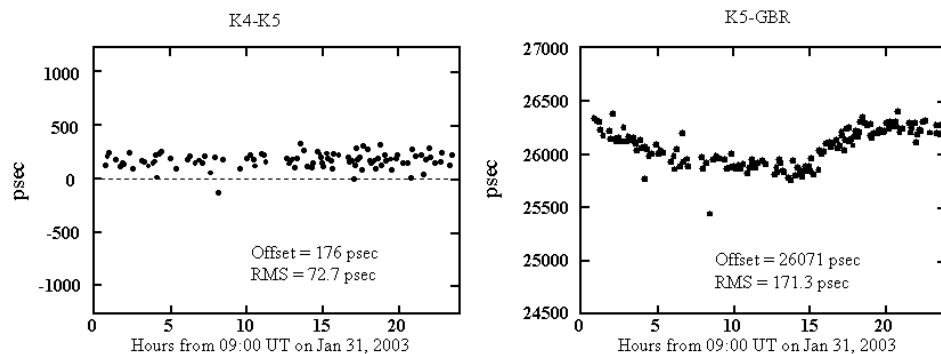 K4-K5
1000
500
0
-500
-1000
psec
Offset = 176 psec
RMS = 72.7 psec
0 5 10 15 20
Hours from 09:00 UT on Jan 31, 2003
K5-GBR
27000
26500
26000
25500
25000
24500
psec
Offset = 26071 psec
RMS = 171.3 psec
0 5 10 15 20
Hours from 09:00 UT on Jan 31, 2003